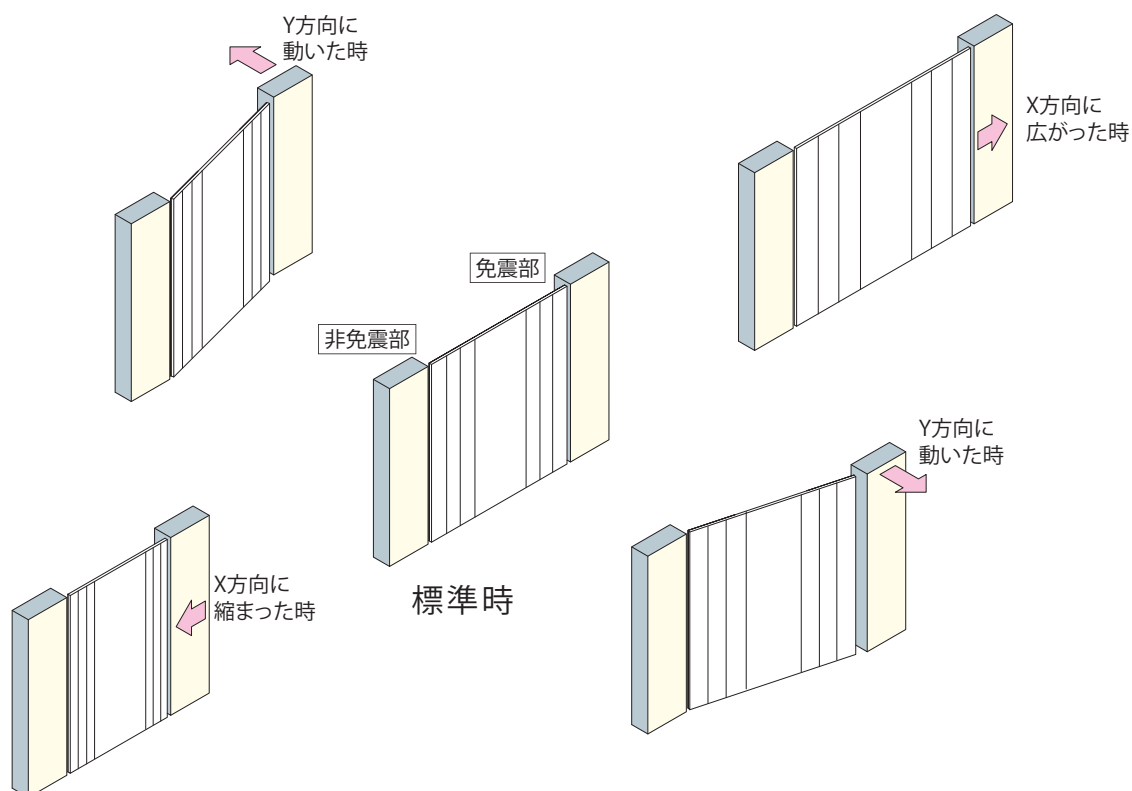 Y方向に
動いた時
X方向に
広がった時
免震部
非免震部
標準時
Y方向に
動いた時
X方向に
縮まった時